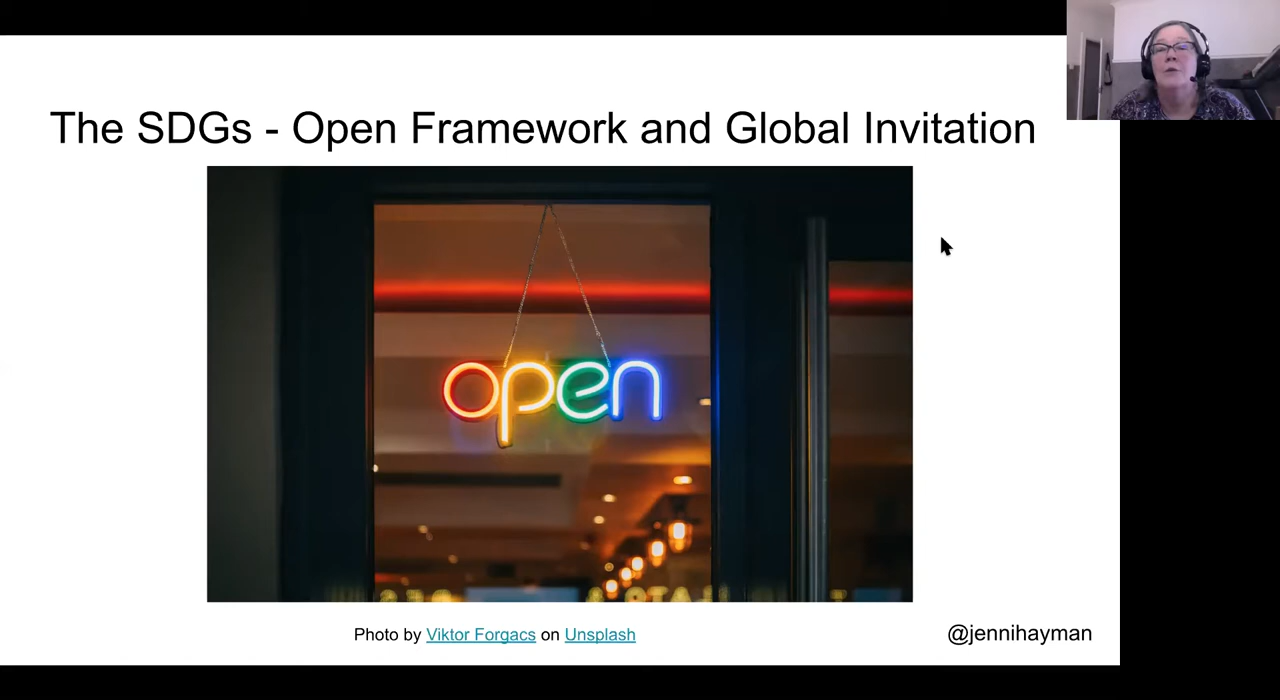 The SDGs - Open Framework and Global Invitation
open
Photo by Viktor Forgacs on Unsplash
@jennihayman